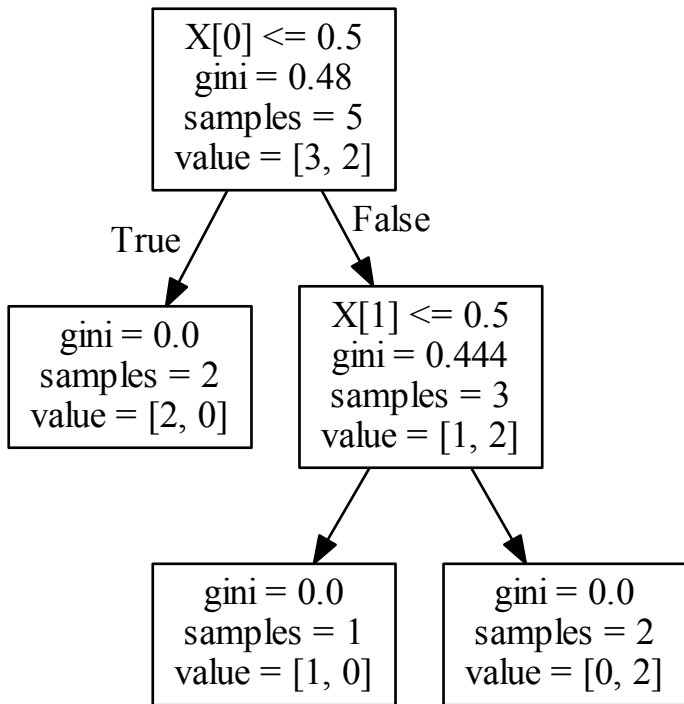 X[0] <= 0.5
gini = 0.48
samples = 5
value = [3, 2]
True
False
gini = 0.0
samples = 2
value = [2, 0]
X[1] <= 0.5
gini = 0.444
samples = 3
value = [1, 2]
gini = 0.0
samples = 1
value = [1, 0]
gini = 0.0
samples = 2
value = [0, 2]